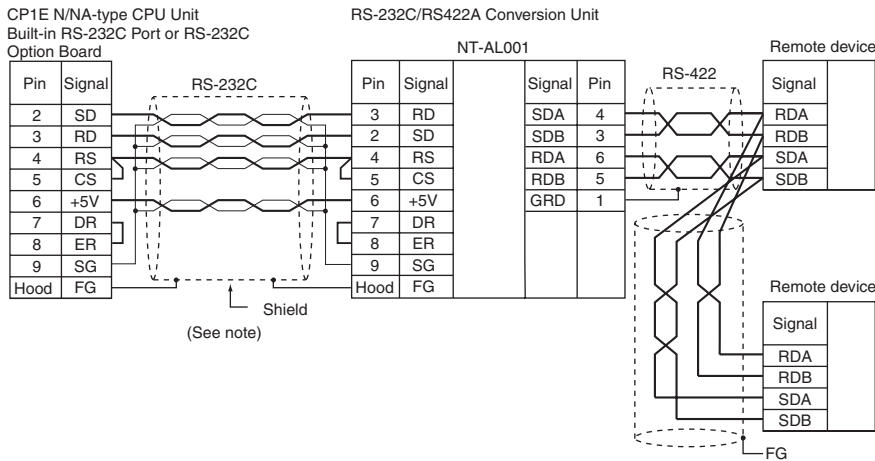 CP1E N/NA-type CPU Unit
Built-in RS-232C Port or RS-232C
Option Board
RS-232C/RS422A Conversion Unit
NT-AL001
Remote device
Pin Signal
RS-232C
Pin Signal
Signal Pin
RS-422
Signal
2 SD
3 RD
SDA 4
RDA
3 RD
2 SD
SDB 3
RDB
4 RS
4 RS
RDA 6
SDA
5 CS
5 CS
RDB 5
SDB
6 +5V
6 +5V
GRD 1
7 DR
7 DR
8 ER
8 ER
9 SG
9 SG
Hood FG
Hood FG
Shield
(See note)
Remote device
Signal
RDA
RDB
SDA
SDB
FG